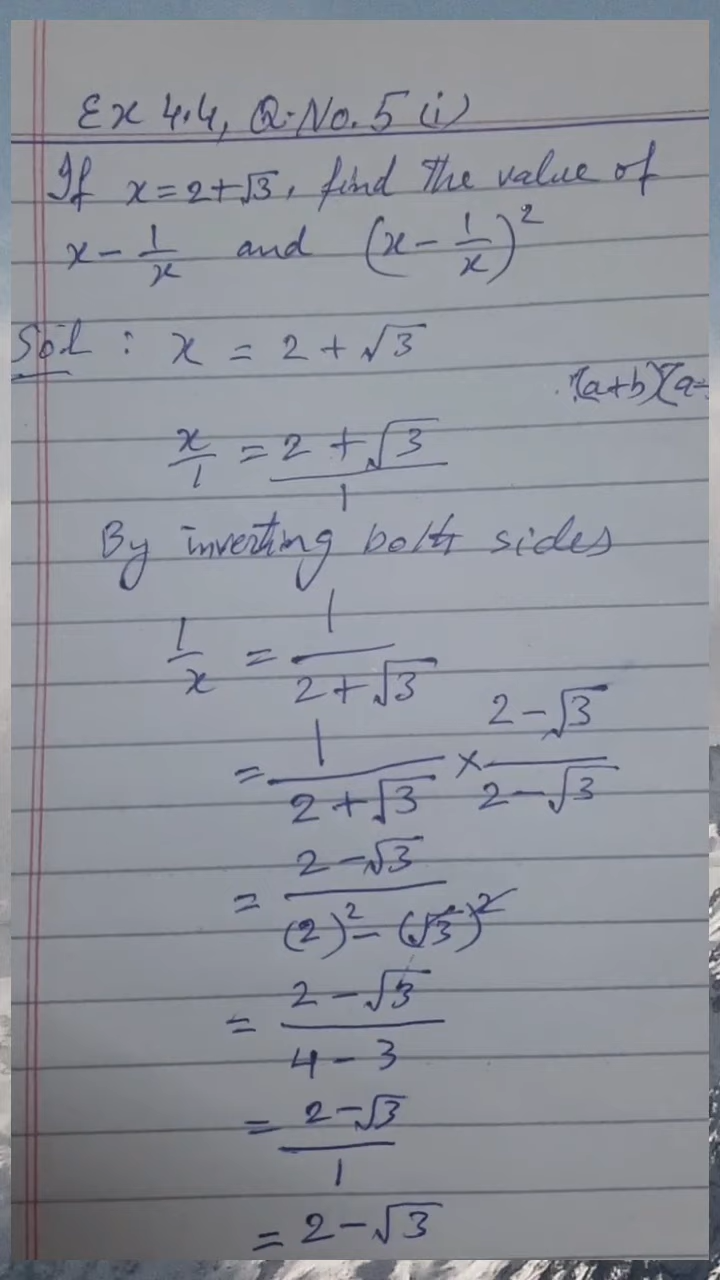 Ex 4.4, Q.No. 5 (i)
If x = 2+√3, find the value of
x - 1/x and (x - 1/x)²
Sol : x = 2 + √3
∵(a+b)(a-
x/1 = 2 + √3/1
By inverting both sides
1/x = 1/2 + √3
= 1/2 + √3 × 2 - √3/2 - √3
= 2 - √3/(2)² - (√3)²
= 2 - √3/4 - 3
= 2 - √3/1
= 2 - √3